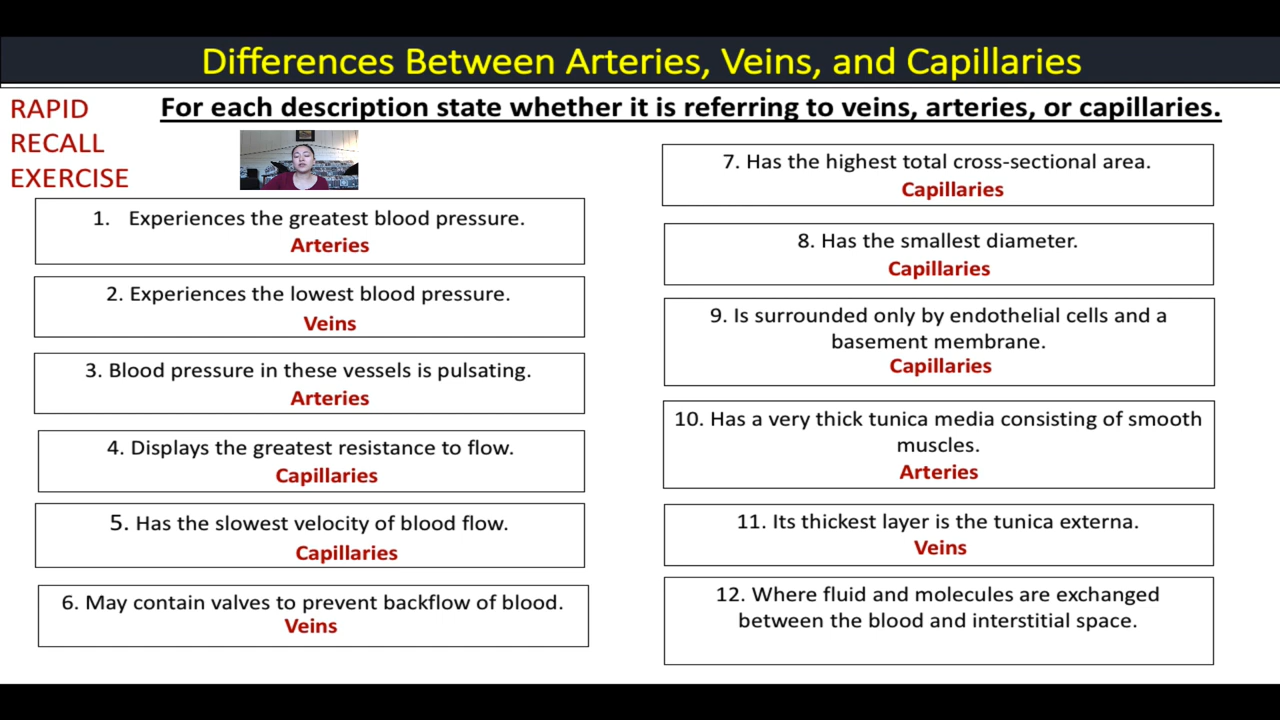 Differences Between Arteries, Veins, and Capillaries
RAPID
RECALL
EXERCISE
For each description state whether it is referring to veins, arteries, or capillaries.
1. Experiences the greatest blood pressure.
Arteries
2. Experiences the lowest blood pressure.
Veins
3. Blood pressure in these vessels is pulsating.
Arteries
4. Displays the greatest resistance to flow.
Capillaries
5. Has the slowest velocity of blood flow.
Capillaries
6. May contain valves to prevent backflow of blood.
Veins
7. Has the highest total cross-sectional area.
Capillaries
8. Has the smallest diameter.
Capillaries
9. Is surrounded only by endothelial cells and a
basement membrane.
Capillaries
10. Has a very thick tunica media consisting of smooth
muscles.
Arteries
11. Its thickest layer is the tunica externa.
Veins
12. Where fluid and molecules are exchanged
between the blood and interstitial space.